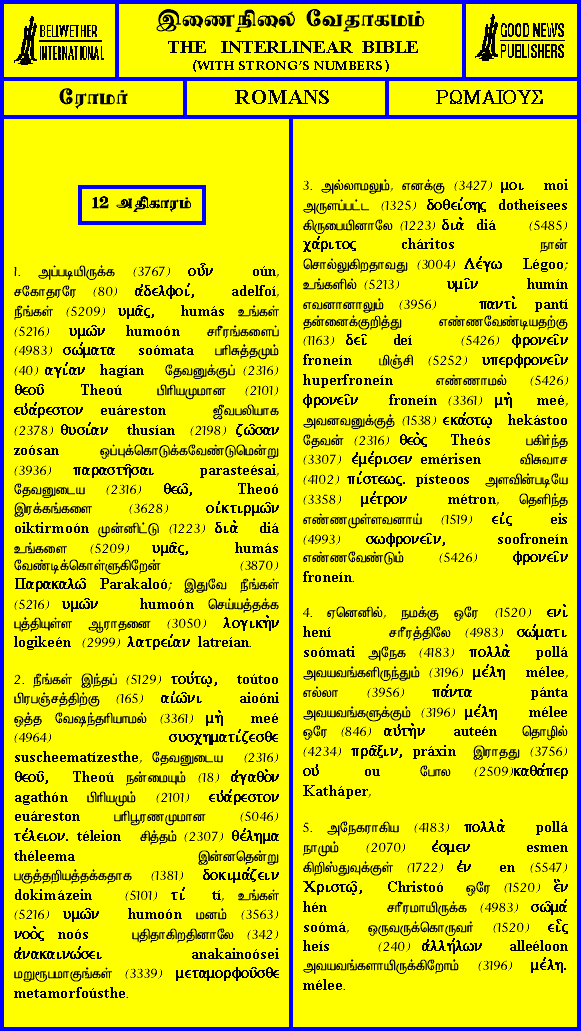 BELLWETHER
INTERNATIONAL
இணைநிலை வேதாகமம்
THE INTERLINEAR BIBLE
(WITH STRONG'S NUMBERS)
GOOD NEWS
PUBLISHERS
ரோமர்
ROMANS
ΡΩΜΑΙΟΥΣ
12 அதிகாரம்
1. அப்படியிருக்க (3767) οὖν oún,
சகோதரரே (80) ἀδελφοί, adelfoí,
நீங்கள் (5209) υμᾶς, humás உங்கள்
(5216) υμῶν humoón சரீரங்களைப்
(4983) σώματα soómata பரிசுத்தமும்
(40) αγίαν hagían தேவனுக்குப் (2316)
θεοῦ Theoú பிரியமுமான (2101)
εὐάρεστον euáreston ஜீவபலியாக
(2378) θυσίαν thusían (2198) ζῶσαν
zoósan ஒப்புக்கொடுக்கவேண்டுமென்று
(3936) παραστῆσαι parasteésai,
தேவனுடைய (2316) θεῶ, Theoó
இரக்கங்களை (3628) οἰκτιρμῶν
oiktirmoón முன்னிட்டு (1223) διὰ diá
உங்களை (5209) υμᾶς, humás
வேண்டிக்கொள்ளுகிறேன் (3870)
Παρακαλῶ Parakaloó; இதுவே நீங்கள்
(5216) υμῶν humoón செய்யத்தக்க
புத்தியுள்ள ஆராதனை (3050) λογικὴν
logikeén (2999) λατρείαν latreían.
2. நீங்கள் இந்தப் (5129) τούτῳ, toútoo
பிரபஞ்சத்திற்கு (165) αἰῶνι aioóni
ஒத்த வேஷந்தரியாமல் (3361) μὴ meé
(4964) συσχηματίζεσθε
suscheematízesthe, தேவனுடைய (2316)
θεοῦ, Theoú நன்மையும் (18) ἀγαθὸν
agathón பிரியமும் (2101) εὐάρεστον
euáreston பரிபூரணமுமான (5046)
τέλειον. téleion சித்தம் (2307) θέλημα
théleema இன்னதென்று
பகுத்தறியத்தக்கதாக (1381) δοκιμάζειν
dokimázein (5101) τί tí, உங்கள்
(5216) υμῶν humoón மனம் (3563)
νοὸς noós புதிதாகிறதினாலே (342)
ἀνακαινώσει anakainoósei
மறுரூபமாகுங்கள் (3339) μεταμορφοῦσθε
metamorfoústhe.
3. அல்லாமலும், எனக்கு (3427) μοι moi
அருளப்பட்ட (1325) δοθείσης dotheísees
கிருபையினாலே (1223) διὰ diá (5485)
χάριτος cháritos நான்
சொல்லுகிறதாவது (3004) Λέγω Légoo;
உங்களில் (5213) υμῖν humín
எவனானாலும் (3956) παντὶ pantí
தன்னைக்குறித்து எண்ணவேண்டியதற்கு
(1163) δεῖ deí (5426) φρονεῖν
froneín மிஞ்சி (5252) υπερφρονεῖν
huperfroneín எண்ணாமல் (5426)
φρονεῖν froneín (3361) μὴ meé,
அவனவனுக்குத் (1538) εκάστῳ hekástoo
தேவன் (2316) θεὸς Theós பகிர்ந்த
(3307) ἐμέρισεν emérisen விசுவாச
(4102) πίστεως. písteoos அளவின்படியே
(3358) μέτρον métron, தெளிந்த
எண்ணமுள்ளவனாய் (1519) εἰς eis
(4993) σωφρονεῖν, soofroneín
எண்ணவேண்டும் (5426) φρονεῖν
froneín.
4. ஏனெனில், நமக்கு ஒரே (1520) ενὶ
hení சரீரத்திலே (4983) σώματι
soómati அநேக (4183) πολλὰ pollá
அவயவங்களிருந்தும் (3196) μέλη mélee,
எல்லா (3956) πάντα pánta
அவயவங்களுக்கும் (3196) μέλη mélee
ஒரே (846) αὐτὴν auteén தொழில்
(4234) πρᾶξιν, práxin இராதது (3756)
οὐ ou போல (2509)καθάπερ
Katháper,
5. அநேகராகிய (4183) πολλὰ pollá
நாமும் (2070) ἐσμεν esmen
கிறிஸ்துவுக்குள் (1722) ἐν en (5547)
Χριστῷ, Christoó ஒரே (1520) ἓν
hén சரீரமாயிருக்க (4983) σῶμά
soómá, ஒருவருக்கொருவர் (1520) εἷς
heís (240) ἀλλήλων alleéloon
அவயவங்களாயிருக்கிறோம் (3196) μέλη.
mélee.